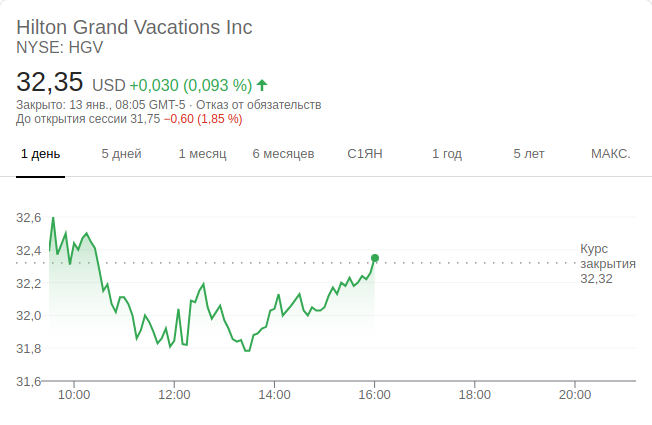 Hilton Grand Vacations Inc
NYSE: HGV
32,35 USD +0,030 (0,093 %)
Закрыто: 13 янв., 08:05 GMT-5 · Отказ от обязательств
До открытия сессии 31,75 −0,60 (1,85 %)
1 день 5 дней 1 месяц 6 месяцев С1ЯН 1 год 5 лет МАКС.
32,6
32,4
32,2
32,0
31,8
31,6
Курс
закрытия
32,32
10:00 12:00 14:00 16:00 18:00 20:00